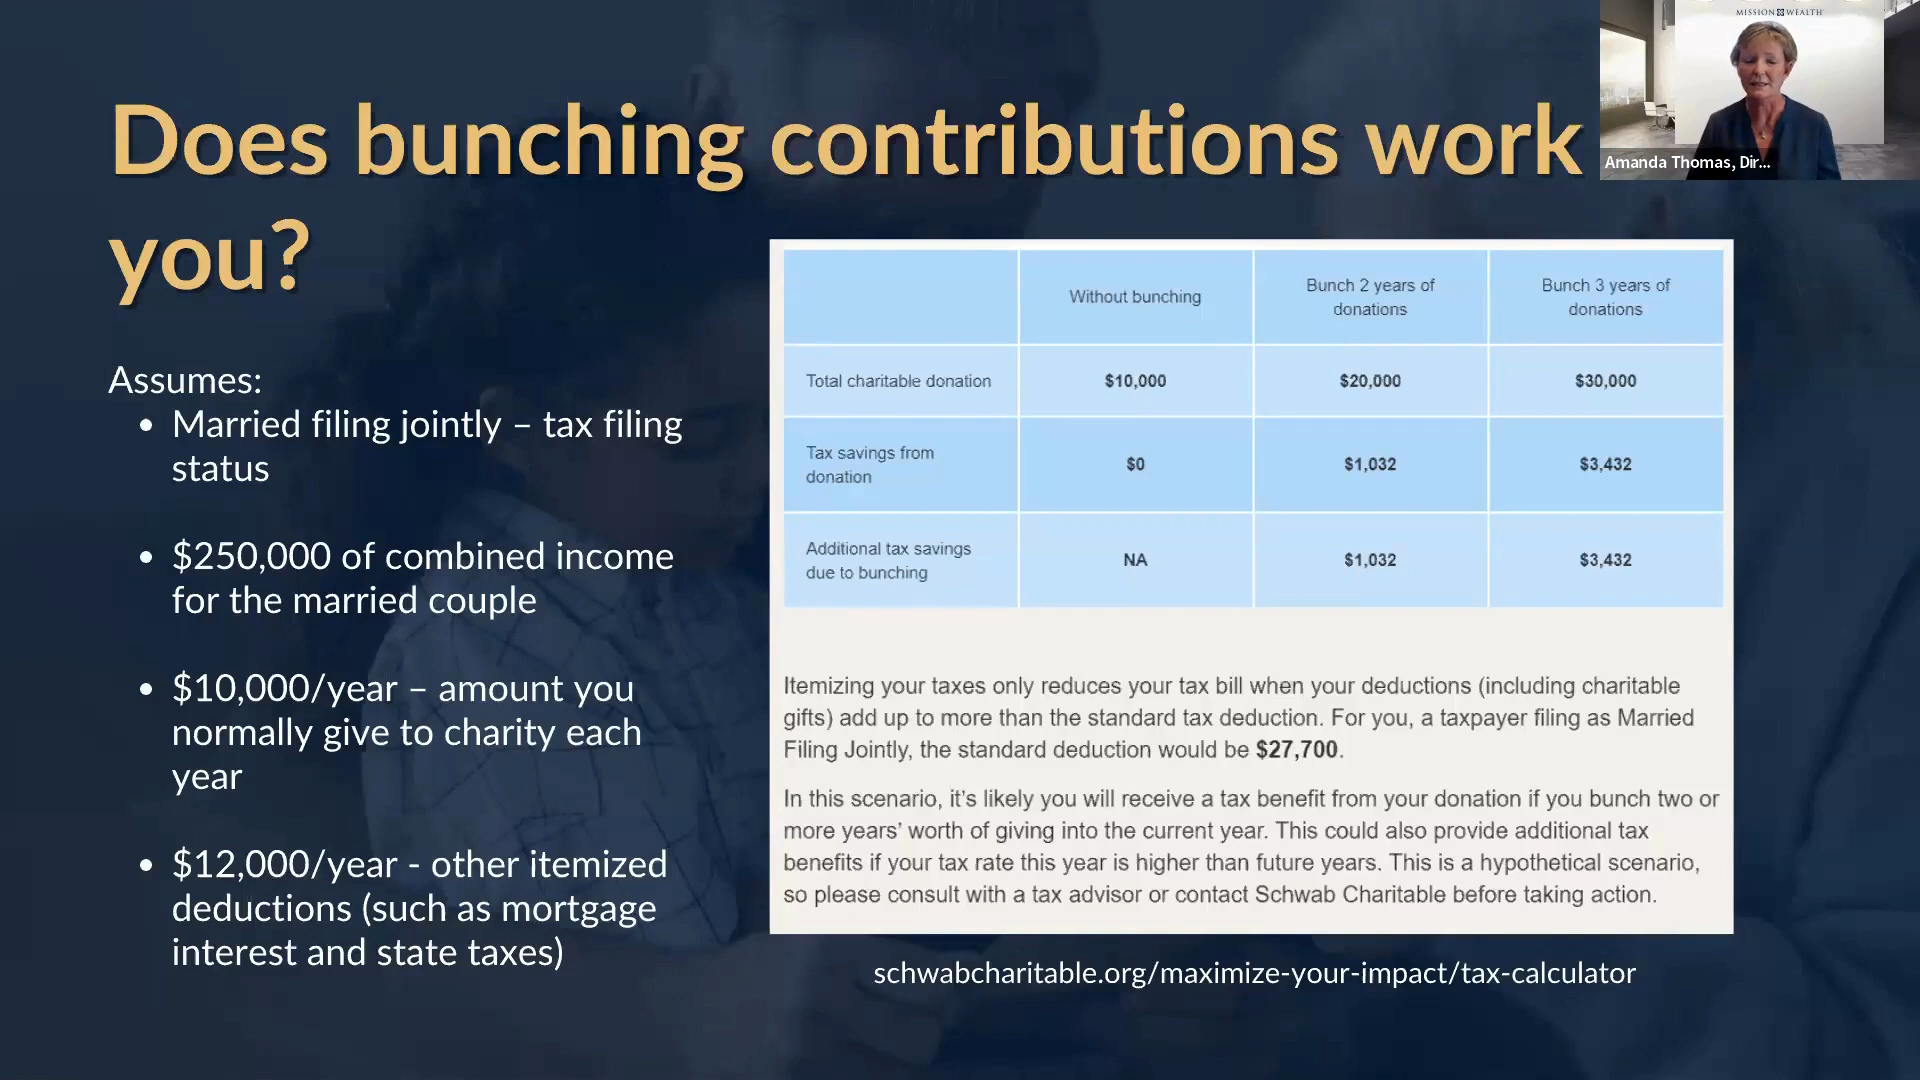 MISSION WEALTH
Amanda Thomas, Dir...
Does bunching contributions work
you?
Assumes:
• Married filing jointly – tax filing
status
• $250,000 of combined income
for the married couple
• $10,000/year – amount you
normally give to charity each
year
• $12,000/year - other itemized
deductions (such as mortgage
interest and state taxes)
Without bunching
Bunch 2 years of
donations
Bunch 3 years of
donations
Total charitable donation $10,000 $20,000 $30,000
Tax savings from
donation
$0 $1,032 $3,432
Additional tax savings
due to bunching
NA $1,032 $3,432
Itemizing your taxes only reduces your tax bill when your deductions (including charitable
gifts) add up to more than the standard tax deduction. For you, a taxpayer filing as Married
Filing Jointly, the standard deduction would be $27,700.
In this scenario, it's likely you will receive a tax benefit from your donation if you bunch two or
more years' worth of giving into the current year. This could also provide additional tax
benefits if your tax rate this year is higher than future years. This is a hypothetical scenario,
so please consult with a tax advisor or contact Schwab Charitable before taking action.
schwabcharitable.org/maximize-your-impact/tax-calculator